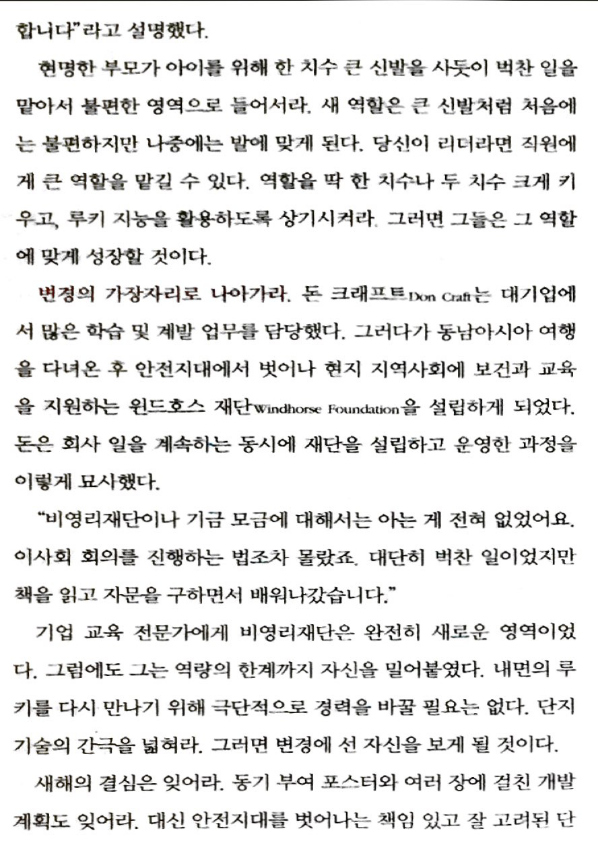 합니다”라고 설명했다.
현명한 부모가 아이를 위해 한 치수 큰 신발을 사듯이 벅찬 일을
맡아서 불편한 영역으로 들어서라. 새 역할은 큰 신발처럼 처음에
는 불편하지만 나중에는 발에 맞게 된다. 당신이 리더라면 직원에
게 큰 역할을 맡길 수 있다. 역할을 딱 한 치수나 두 치수 크게 키
우고, 루키 지능을 활용하도록 상기시켜라. 그러면 그들은 그 역할
에 맞게 성장할 것이다.
변경의 가장자리로 나아가라. 돈 크래프트Don Craft는 대기업에
서 많은 학습 및 계발 업무를 담당했다. 그러다가 동남아시아 여행
을 다녀온 후 안전지대에서 벗어나 현지 지역사회에 보건과 교육
을 지원하는 윈드호스 재단Windhorse Foundation을 설립하게 되었다.
돈은 회사 일을 계속하는 동시에 재단을 설립하고 운영한 과정을
이렇게 묘사했다.
“비영리재단이나 기금 모금에 대해서는 아는 게 전혀 없었어요.
이사회 회의를 진행하는 법조차 몰랐죠. 대단히 벅찬 일이었지만
책을 읽고 자문을 구하면서 배워나갔습니다.”
기업 교육 전문가에게 비영리재단은 완전히 새로운 영역이었
다. 그럼에도 그는 역량의 한계까지 자신을 밀어붙였다. 내면의 루
키를 다시 만나기 위해 극단적으로 경력을 바꿀 필요는 없다. 단지
기술의 간극을 넓혀라. 그러면 변경에 선 자신을 보게 될 것이다.
새해의 결심은 잊어라. 동기 부여 포스터와 여러 장에 걸친 개발
계획도 잊어라. 대신 안전지대를 벗어나는 책임 있고 잘 고려된 단